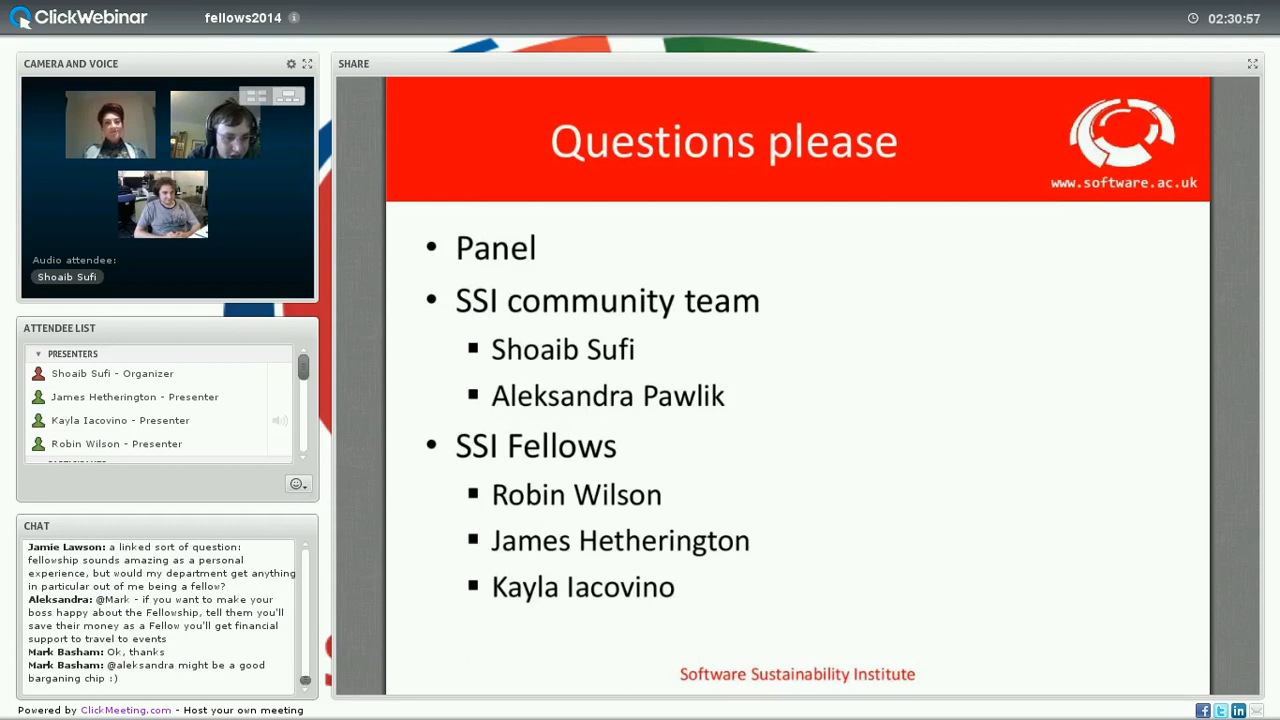 ClickWebinar
fellows2014
02:30:57
CAMERA AND VOICE
Audio attendee:
Shoaib Sufi
ATTENDEE LIST
PRESENTERS
Shoaib Sufi - Organizer
James Hetherington - Presenter
Kayla Iacovino - Presenter
Robin Wilson - Presenter
CHAT
Jamie Lawson: a linked sort of question:
fellowship sounds amazing as a personal
experience, but would my department get anything
in particular out of me being a fellow?
Aleksandra: @Mark - if you want to make your
boss happy about the Fellowship, tell them you'll
save their money as a Fellow you'll get financial
support to travel to events
Mark Basham: Ok, thanks
Mark Basham: @aleksandra might be a good
barganing chip :)
SHARE
Questions please
www.software.ac.uk
• Panel
• SSI community team
▪ Shoaib Sufi
▪ Aleksandra Pawlik
• SSI Fellows
▪ Robin Wilson
▪ James Hetherington
▪ Kayla Iacovino
Software Sustainability Institute
Powered by ClickMeeting.com - Host your own meeting